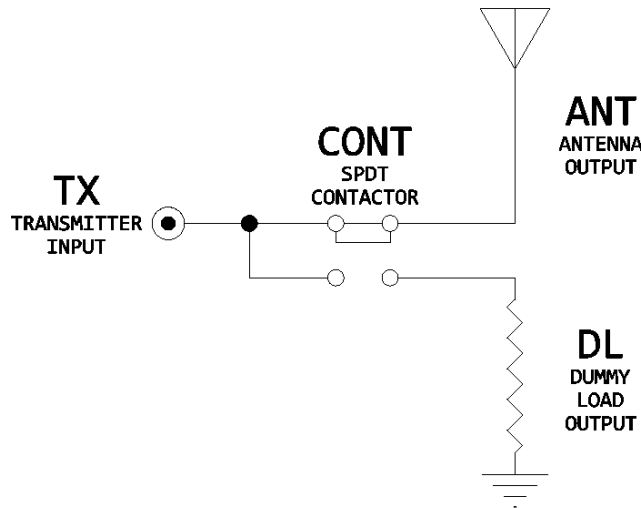 ANT
ANTENNA
OUTPUT
CONT
SPDT
CONTACTOR
TX
TRANSMITTER
INPUT
DL
DUMMY
LOAD
OUTPUT